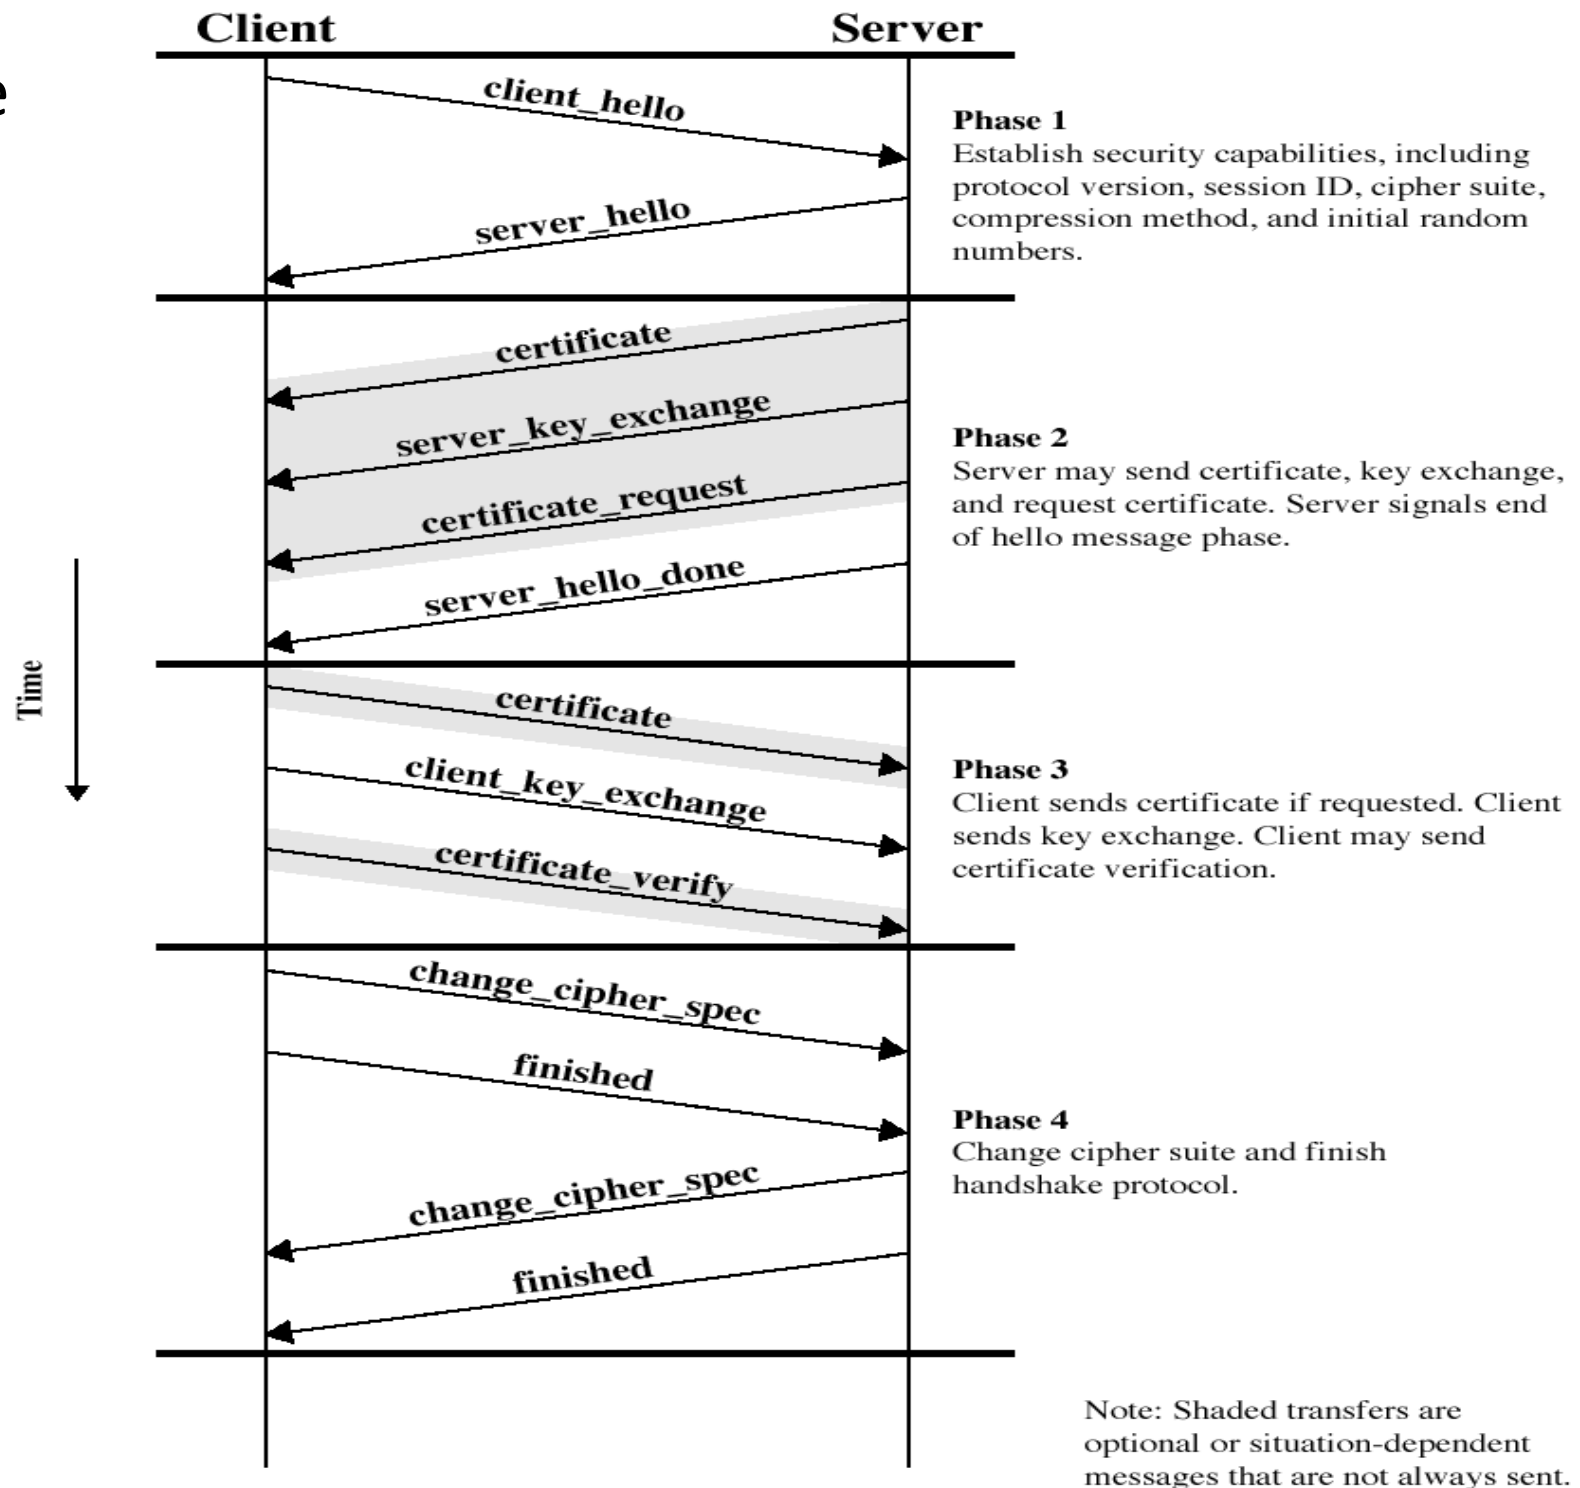 e
Client
Server
client_hello
Phase 1
Establish security capabilities, including
protocol version, session ID, cipher suite,
compression method, and initial random
numbers.
server_hello
certificate
server_key_exchange
Phase 2
Server may send certificate, key exchange,
and request certificate. Server signals end
of hello message phase.
certificate_request
server_hello_done
Time
certificate
client_key_exchange
Phase 3
Client sends certificate if requested. Client
sends key exchange. Client may send
certificate verification.
certificate_verify
change_cipher_spec
finished
Phase 4
Change cipher suite and finish
handshake protocol.
change_cipher_spec
finished
Note: Shaded transfers are
optional or situation-dependent
messages that are not always sent.